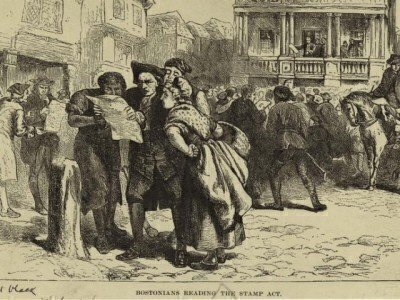 BOSTONIANS READING THE STAMP ACT.